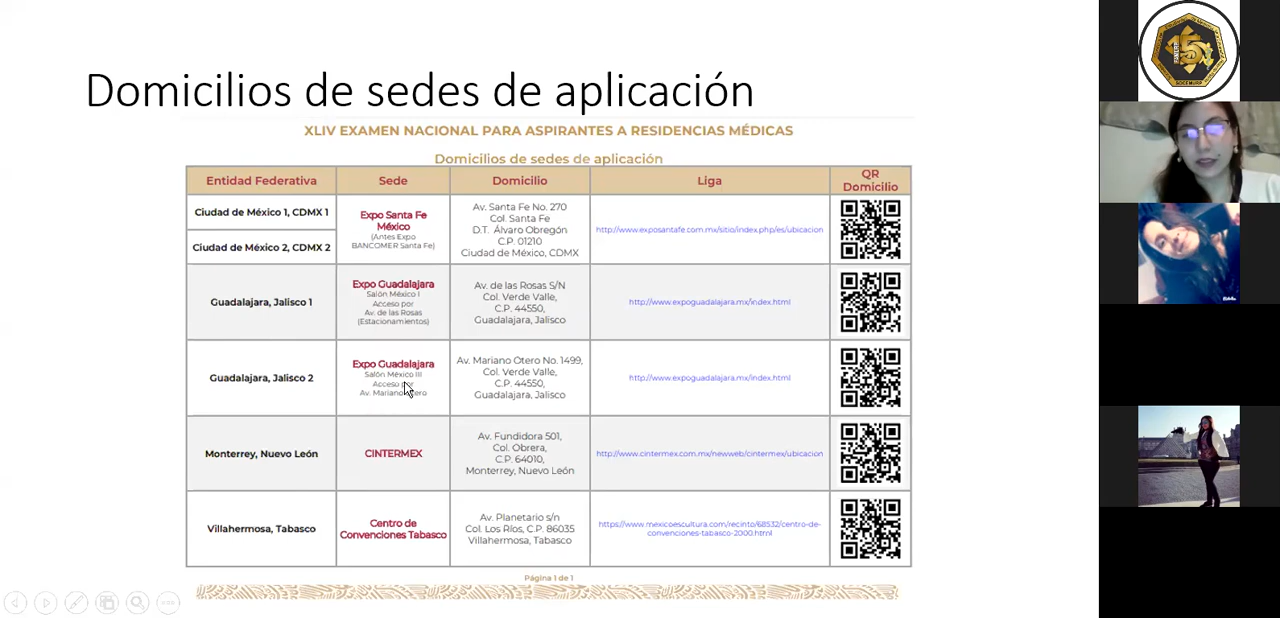 Domicilios de sedes de aplicación
XLIV EXAMEN NACIONAL PARA ASPIRANTES A RESIDENCIAS MÉDICAS
Domicilios de sedes de aplicación
Entidad Federativa
Sede
Domicilio
Liga
QR
Domicilio
Ciudad de México 1, CDMX 1
Ciudad de México 2, CDMX 2
Expo Santa Fe
México
(Antes Expo
BANCOMER Santa Fe)
Av. Santa Fe No. 270
Col. Santa Fe
D.T. Álvaro Obregón
C.P. 01210
Ciudad de México, CDMX
http://www.exposantafe.com.mx/sitio/index.php/es/ubicacion
Guadalajara, Jalisco 1
Expo Guadalajara
Salón México I
Acceso por
Av. de las Rosas
(Estacionamientos)
Av. de las Rosas S/N
Col. Verde Valle,
C.P. 44550,
Guadalajara, Jalisco
http://www.expoguadalajara.mx/index.html
Guadalajara, Jalisco 2
Expo Guadalajara
Salón México III
Acceso por
Av. Mariano Otero
Av. Mariano Otero No. 1499,
Col. Verde Valle,
C.P. 44550,
Guadalajara, Jalisco
http://www.expoguadalajara.mx/index.html
Monterrey, Nuevo León
CINTERMEX
Av. Fundidora 501,
Col. Obrera,
C.P. 64010,
Monterrey, Nuevo León
http://www.cintermex.com.mx/newweb/cintermex/ubicacion
Villahermosa, Tabasco
Centro de
Convenciones Tabasco
Av. Planetario s/n
Col. Los Ríos, C.P. 86035
Villahermosa, Tabasco
https://www.mexicoescultura.com/recinto/68532/centro-de-
convenciones-tabasco-2000.html
Página 1 de 1